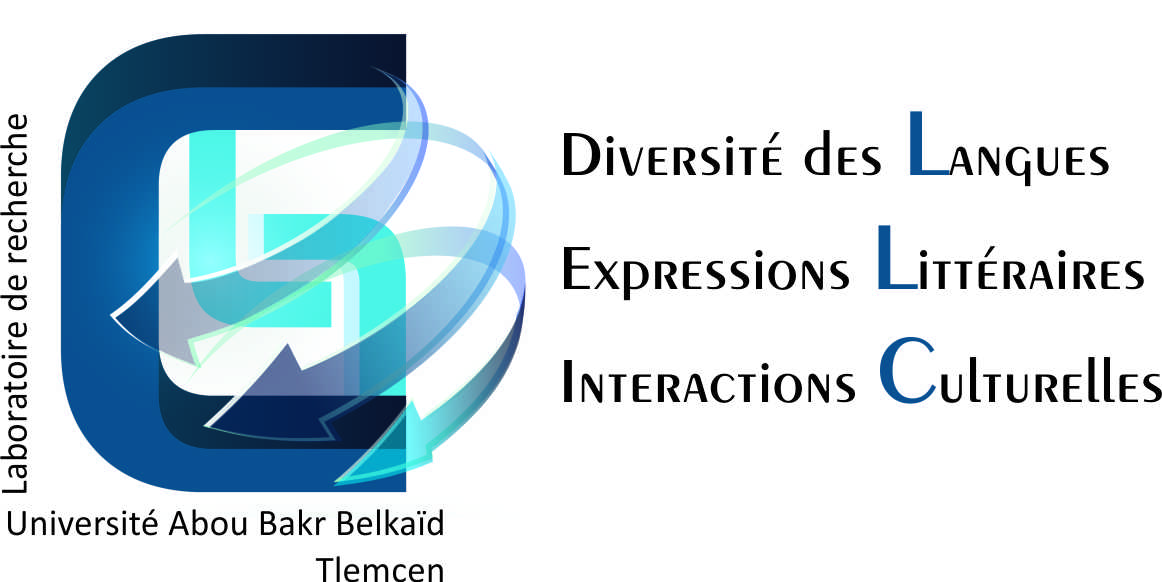 Laboratoire de recherche
Université Abou Bakr Belkaïd
Tlemcen
Diversité des Langues
Expressions Littéraires
Interactions Culturelles